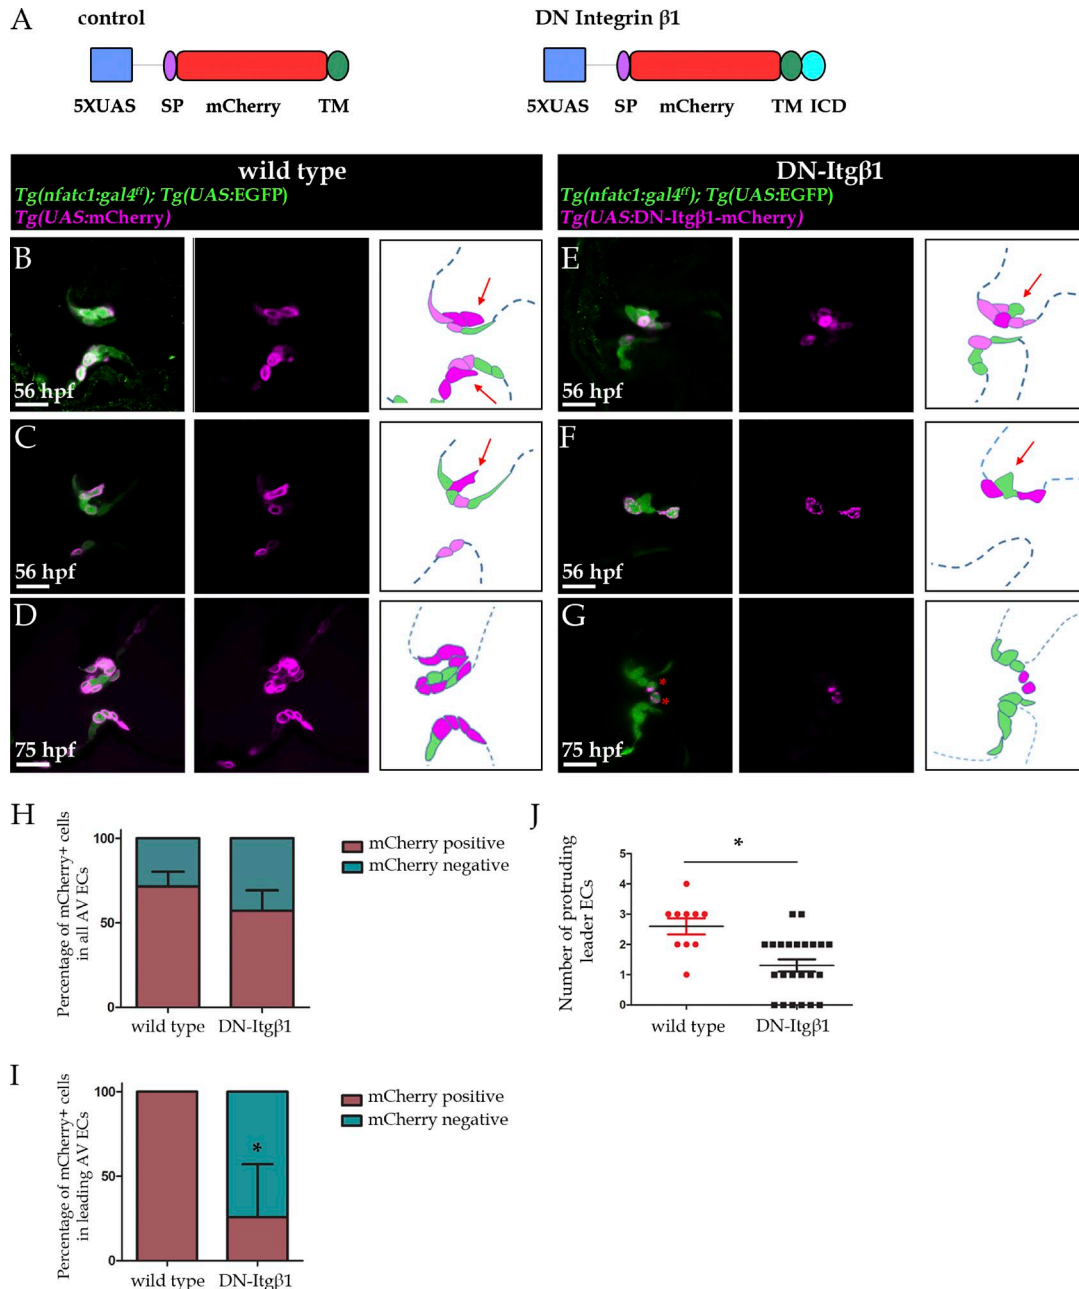 A
control
DN Integrin β1
5XUAS SP mCherry TM
5XUAS SP mCherry TM ICD
wild type
Tg(nfatc1:gal4ff); Tg(UAS:EGFP)
Tg(UAS:mCherry)
DN-Itgβ1
Tg(nfatc1:gal4ff); Tg(UAS:EGFP)
Tg(UAS:DN-Itgβ1-mCherry)
B
56 hpf
E
56 hpf
C
56 hpf
F
56 hpf
D
75 hpf
G
*
*
75 hpf
H
Percentage of mCherry+ cells
in all AV ECs
100
50
0
wild type DN-Itgβ1
mCherry positive
mCherry negative
J
Number of protruding
leader ECs
5
4
3
2
1
0
*
wild type DN-Itgβ1
I
Percentage of mCherry+ cells
in leading AV ECs
100
50
0
*
wild type DN-Itgβ1
mCherry positive
mCherry negative